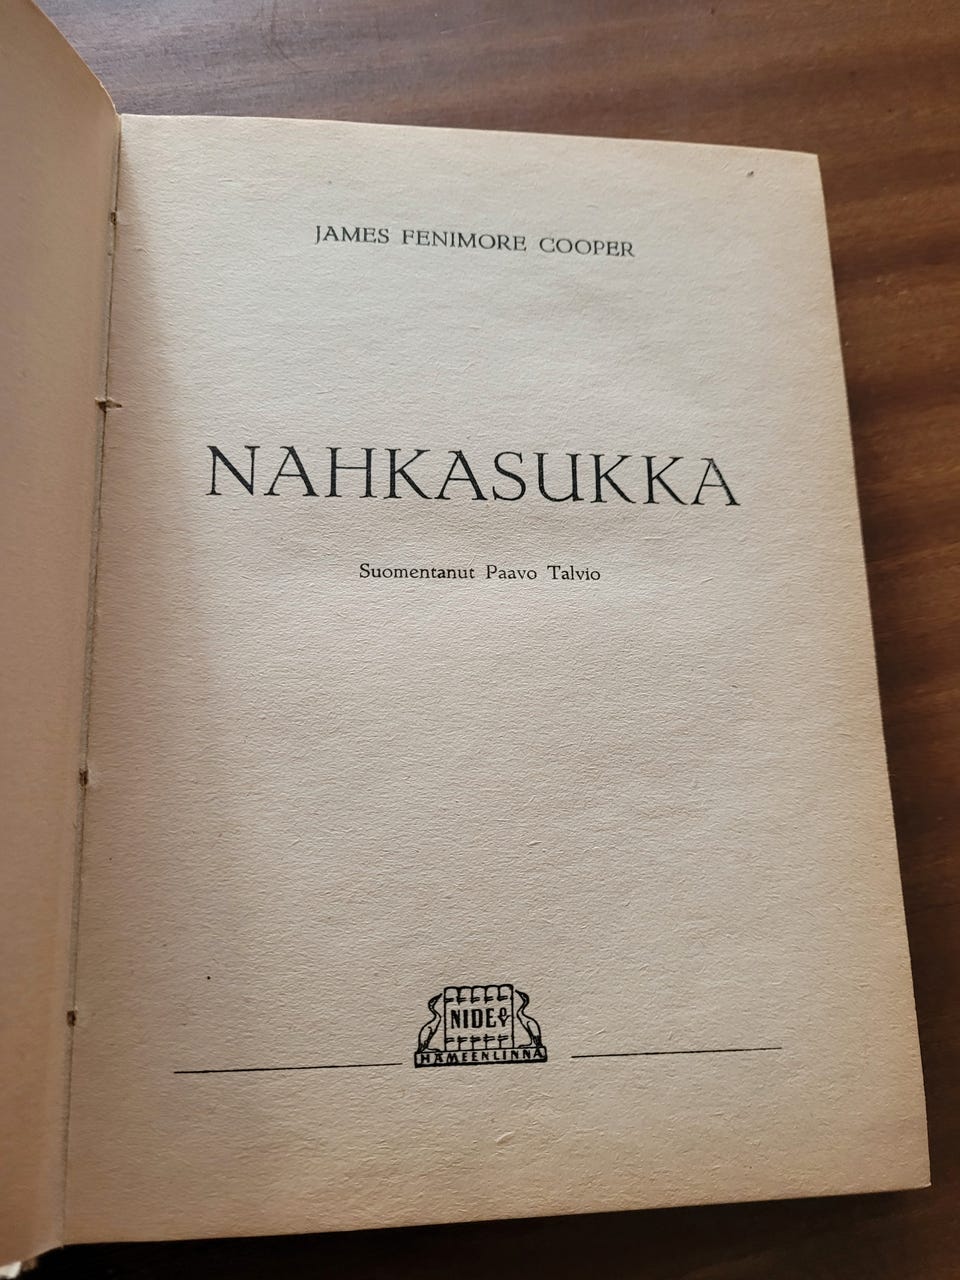 JAMES FENIMORE COOPER
NAHKASUKKA
Suomentanut Paavo Talvio
NIDE
HÄMEENLINNA